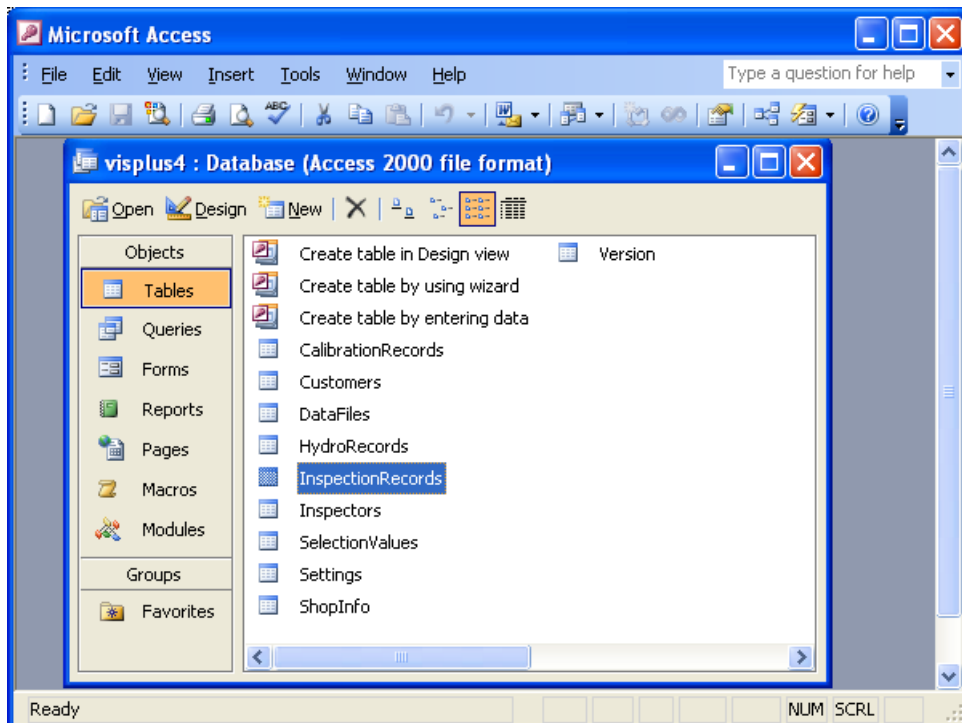 Microsoft Access
File Edit View Insert Tools Window Help Type a question for help
ABC
W
visplus4 : Database (Access 2000 file format)
Open Design New
Objects
Tables
Queries
Forms
Reports
Pages
Macros
Modules
Groups
Favorites
Create table in Design view
Create table by using wizard
Create table by entering data
CalibrationRecords
Customers
DataFiles
HydroRecords
InspectionRecords
Inspectors
SelectionValues
Settings
ShopInfo
Version
Ready NUM SCRL